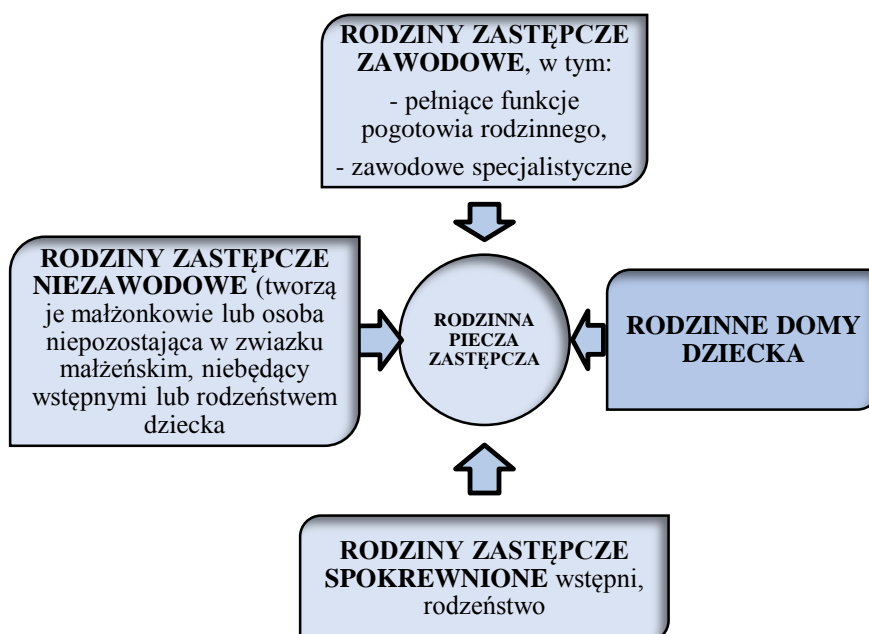 RODZINY ZASTĘPCZE
ZAWODOWE, w tym:
- pełniące funkcje
pogotowia rodzinnego,
- zawodowe specjalistyczne
RODZINY ZASTĘPCZE
NIEZAWODOWE (tworzą
je małżonkowie lub osoba
niepozostająca w zwiazku
małżeńskim, niebędący
wstępnymi lub rodzeństwem
dziecka
RODZINNA
PIECZA
ZASTĘPCZA
RODZINNE DOMY
DZIECKA
RODZINY ZASTĘPCZE
SPOKREWNIONE wstępni,
rodzeństwo